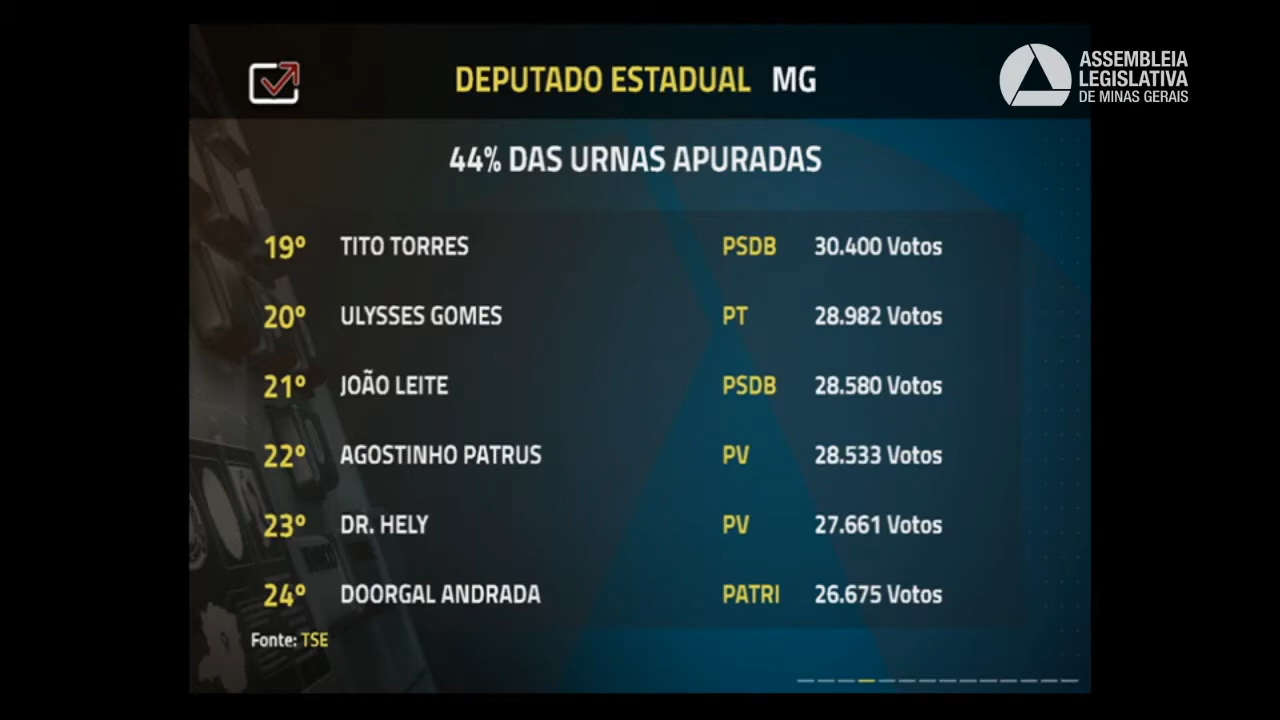 DEPUTADO ESTADUAL MG
ASSEMBLEIA
LEGISLATIVA
DE MINAS GERAIS
44% DAS URNAS APURADAS
19º TITO TORRES PSDB 30.400 Votos
20º ULYSSES GOMES PT 28.982 Votos
21º JOÃO LEITE PSDB 28.580 Votos
22º AGOSTINHO PATRUS PV 28.533 Votos
23º DR. HELY PV 27.661 Votos
24º DOORGAL ANDRADA PATRI 26.675 Votos
Fonte: TSE